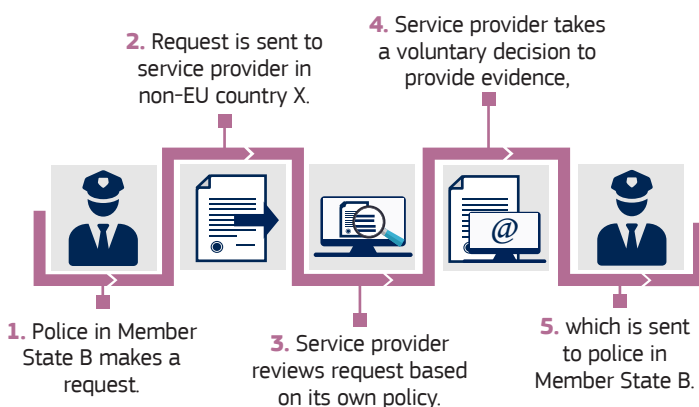 1. Police in Member
State B makes a
request.
2. Request is sent to
service provider in
non-EU country X.
3. Service provider
reviews request based
on its own policy.
4. Service provider takes
a voluntary decision to
provide evidence,
@
5. which is sent
to police in
Member State B.